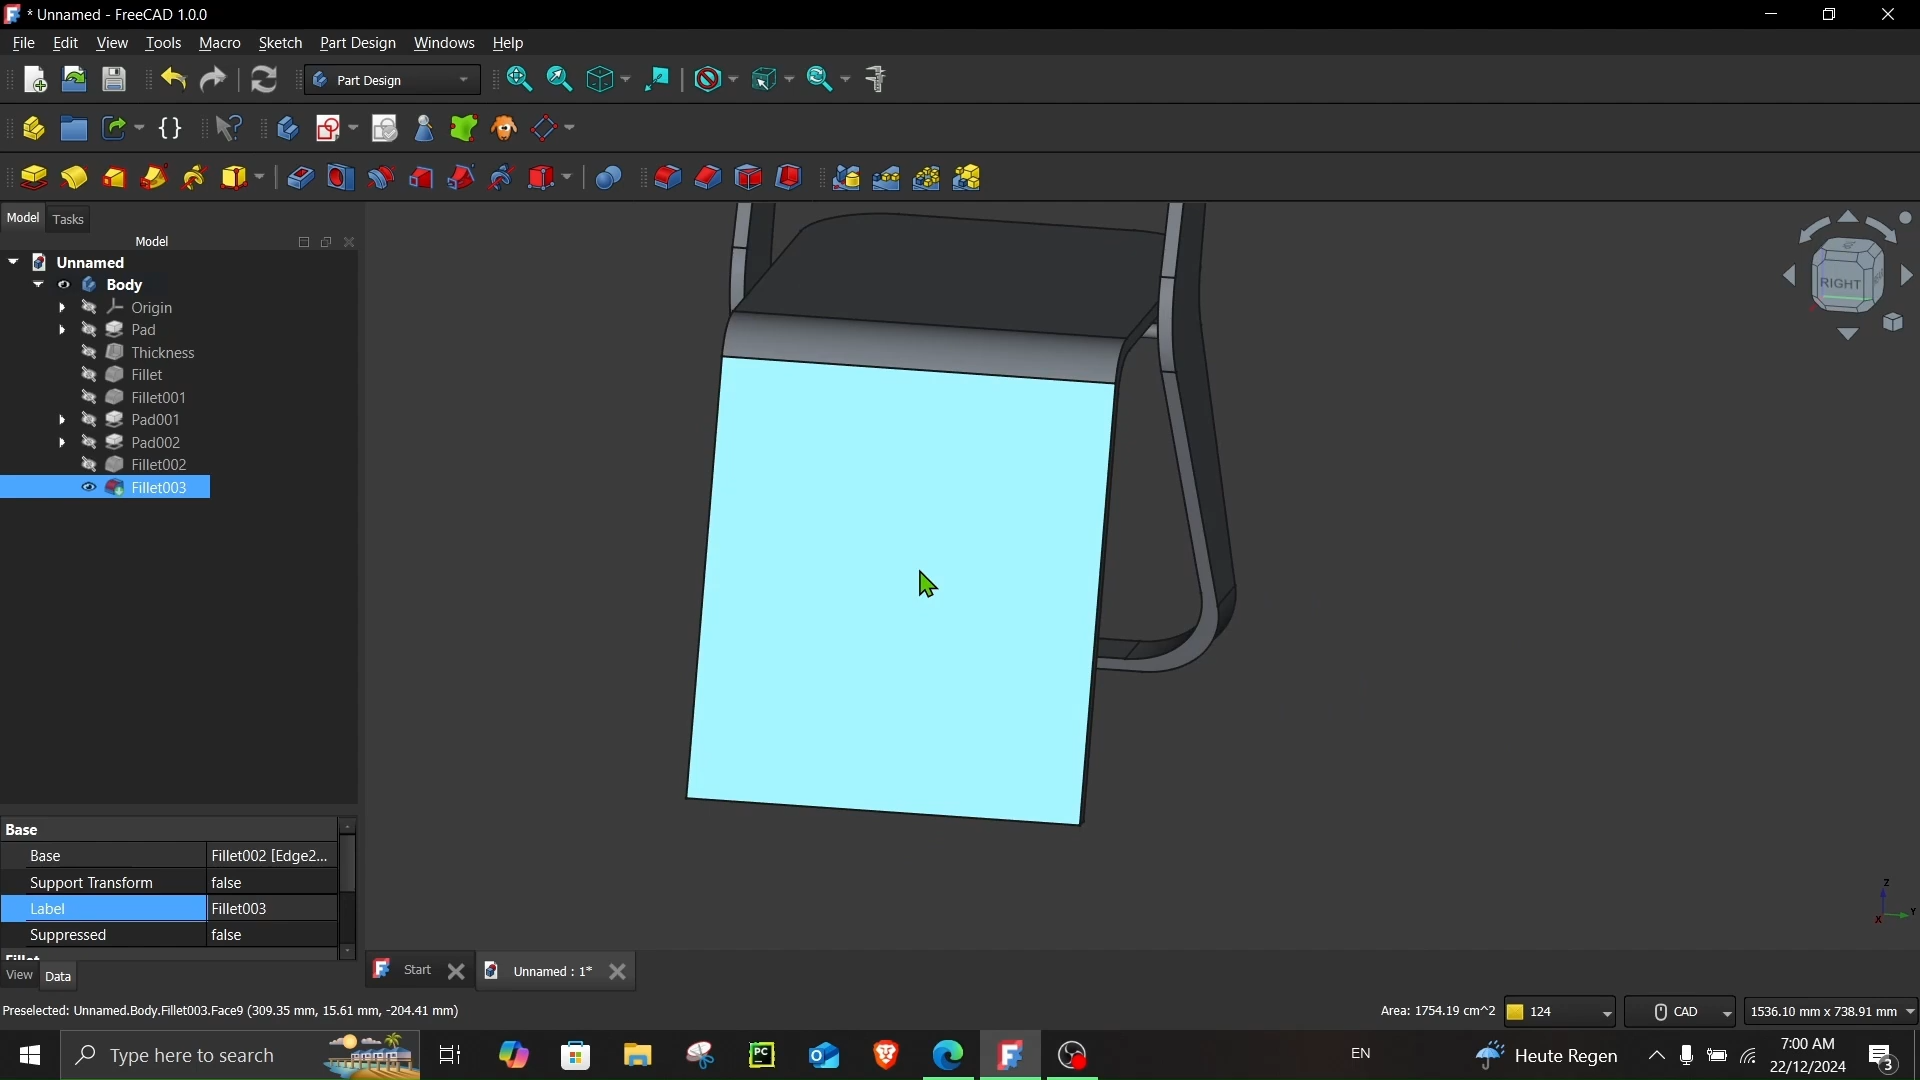 * Unnamed - FreeCAD 1.0.0
File Edit View Tools Macro Sketch Part Design Windows Help
Part Design
Model Tasks
Model
Unnamed
Body
Origin
Pad
Thickness
Fillet
Fillet001
Pad001
Pad002
Fillet002
Fillet003
RIGHT
Base
Base Fillet002 [Edge2...
Support Transform false
Label Fillet003
Suppressed false
Fillet
View Data
Start Unnamed : 1*
Z
X Y
Preselected: Unnamed.Body.Fillet003.Face9 (309.35 mm, 15.61 mm, -204.41 mm)
Area: 1754.19 cm^2 124 CAD 1536.10 mm x 738.91 mm
Type here to search
PC
EN
Heute Regen
7:00 AM
22/12/2024
3